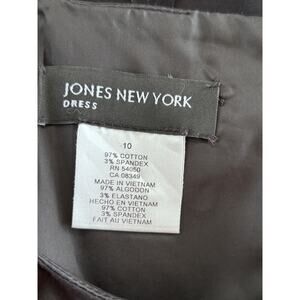 JONES NEW YORK
DRESS
10
97% COTTON
3% SPANDEX
RN 54050
CA 08349
MADE IN VIETNAM
97% ALGODON
3% ELASTANO
HECHO EN VIETNAM
97% COTTON
3% SPANDEX
FAIT AU VIETNAM